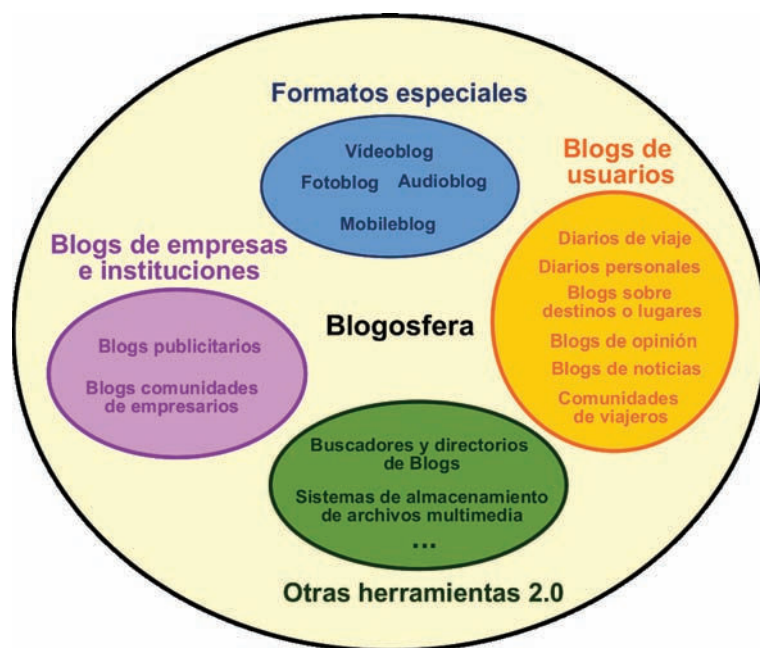 Formatos especiales
Vídeoblog
Fotoblog Audioblog
Mobileblog
Blogs de
usuarios
Diarios de viaje
Diarios personales
Blogs sobre
destinos o lugares
Blogs de opinión
Blogs de noticias
Comunidades
de viajeros
Blogs de empresas
e instituciones
Blogs publicitarios
Blogs comunidades
de empresarios
Blogosfera
Buscadores y directorios
de Blogs
Sistemas de almacenamiento
de archivos multimedia
...
Otras herramientas 2.0